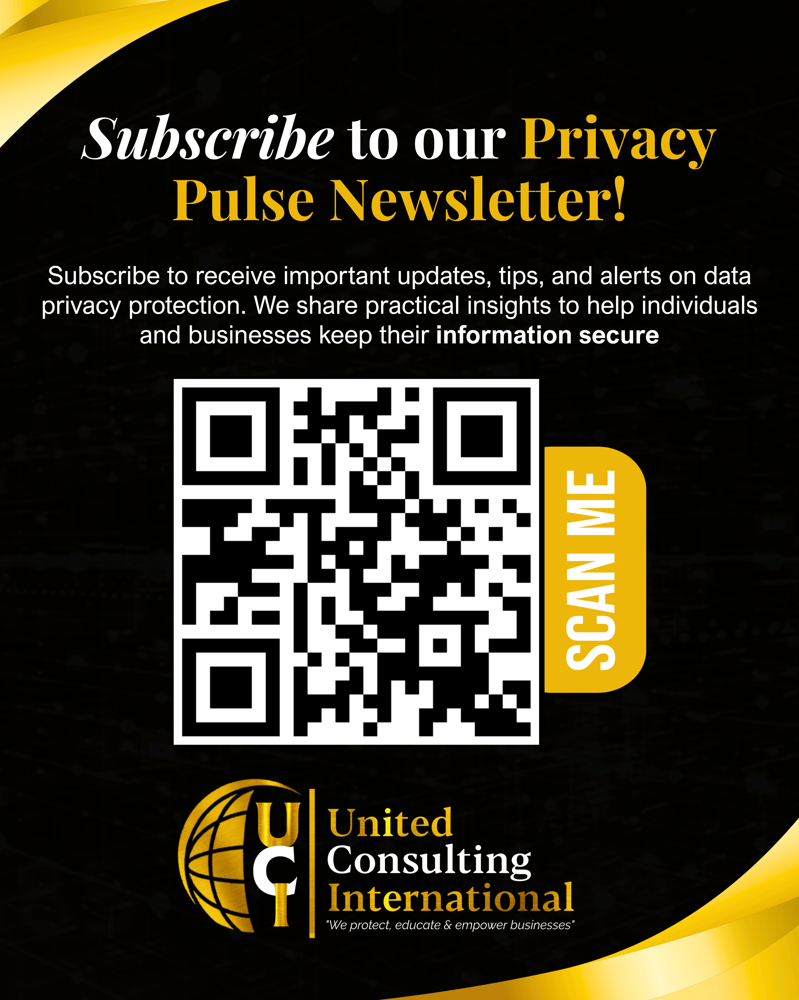 Subscribe to our Privacy
Pulse Newsletter!
Subscribe to receive important updates, tips, and alerts on data
privacy protection. We share practical insights to help individuals
and businesses keep their information secure
SCAN ME
UCI
United
Consulting
International
"We protect, educate & empower businesses"